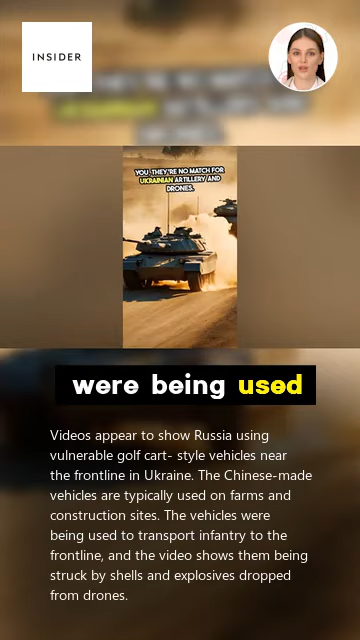 INSIDER
YOU, THEY'RE NO MATCH FOR
UKRAINIAN ARTILLERY AND
DRONES.
were being used
Videos appear to show Russia using
vulnerable golf cart- style vehicles near
the frontline in Ukraine. The Chinese-made
vehicles are typically used on farms and
construction sites. The vehicles were
being used to transport infantry to the
frontline, and the video shows them being
struck by shells and explosives dropped
from drones.